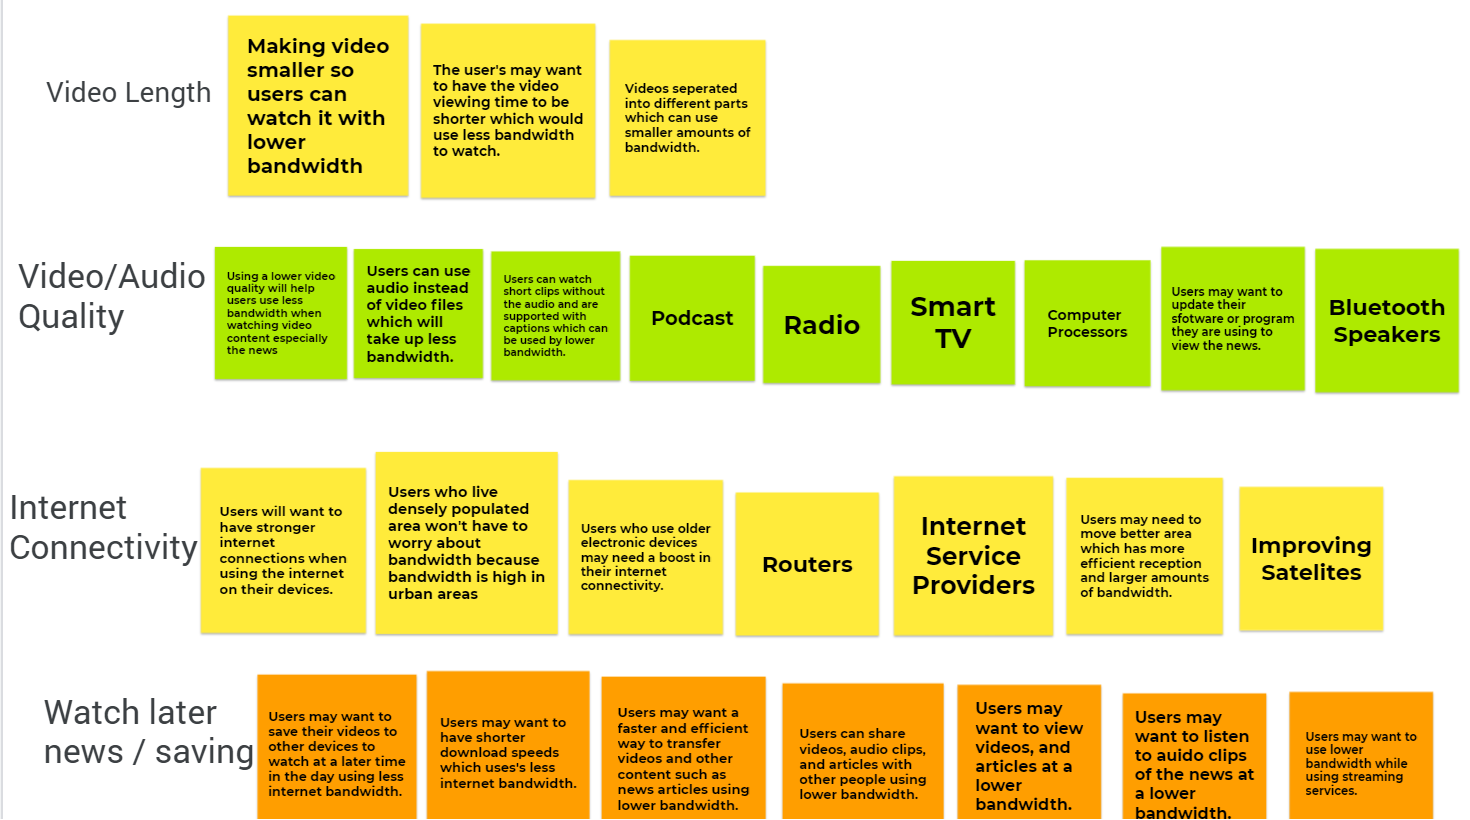 Video Length
Making video
smaller so
users can
watch it with
lower
bandwidth
The user's may want
to have the video
viewing time to be
shorter which would
use less bandwidth
to watch.
Videos seperated
into different parts
which can use
smaller amounts of
bandwidth.
Video/Audio
Quality
Using a lower video
quality will help
users use less
bandwidth when
watching video
content especially
the news
Users can use
audio instead
of video files
which will
take up less
bandwidth.
Users can watch
short clips without
the audio and are
supported with
captions which can
be used by lower
bandwidth.
Podcast
Radio
Smart
TV
Computer
Processors
Users may want to
update their
sfotware or program
they are using to
view the news.
Bluetooth
Speakers
Internet
Connectivity
Users will want to
have stronger
internet
connections when
using the internet
on their devices.
Users who live
densely populated
area won't have to
worry about
bandwidth because
bandwidth is high in
urban areas
Users who use older
electronic devices
may need a boost in
their internet
connectivity.
Routers
Internet
Service
Providers
Users may need to
move better area
which has more
efficient reception
and larger amounts
of bandwidth.
Improving
Satelites
Watch later
news / saving
Users may want to
save their videos to
other devices to
watch at a later time
in the day using less
internet bandwidth.
Users may want to
have shorter
download speeds
which uses's less
internet bandwidth.
Users may want a
faster and efficient
way to transfer
videos and other
content such as
news articles using
lower bandwidth.
Users can share
videos, audio clips,
and articles with
other people using
lower bandwidth.
Users may
want to view
videos, and
articles at a
lower
bandwidth.
Users may
want to listen
to auido clips
of the news at
a lower
bandwidth.
Users may want to
use lower
bandwidth while
using streaming
services.